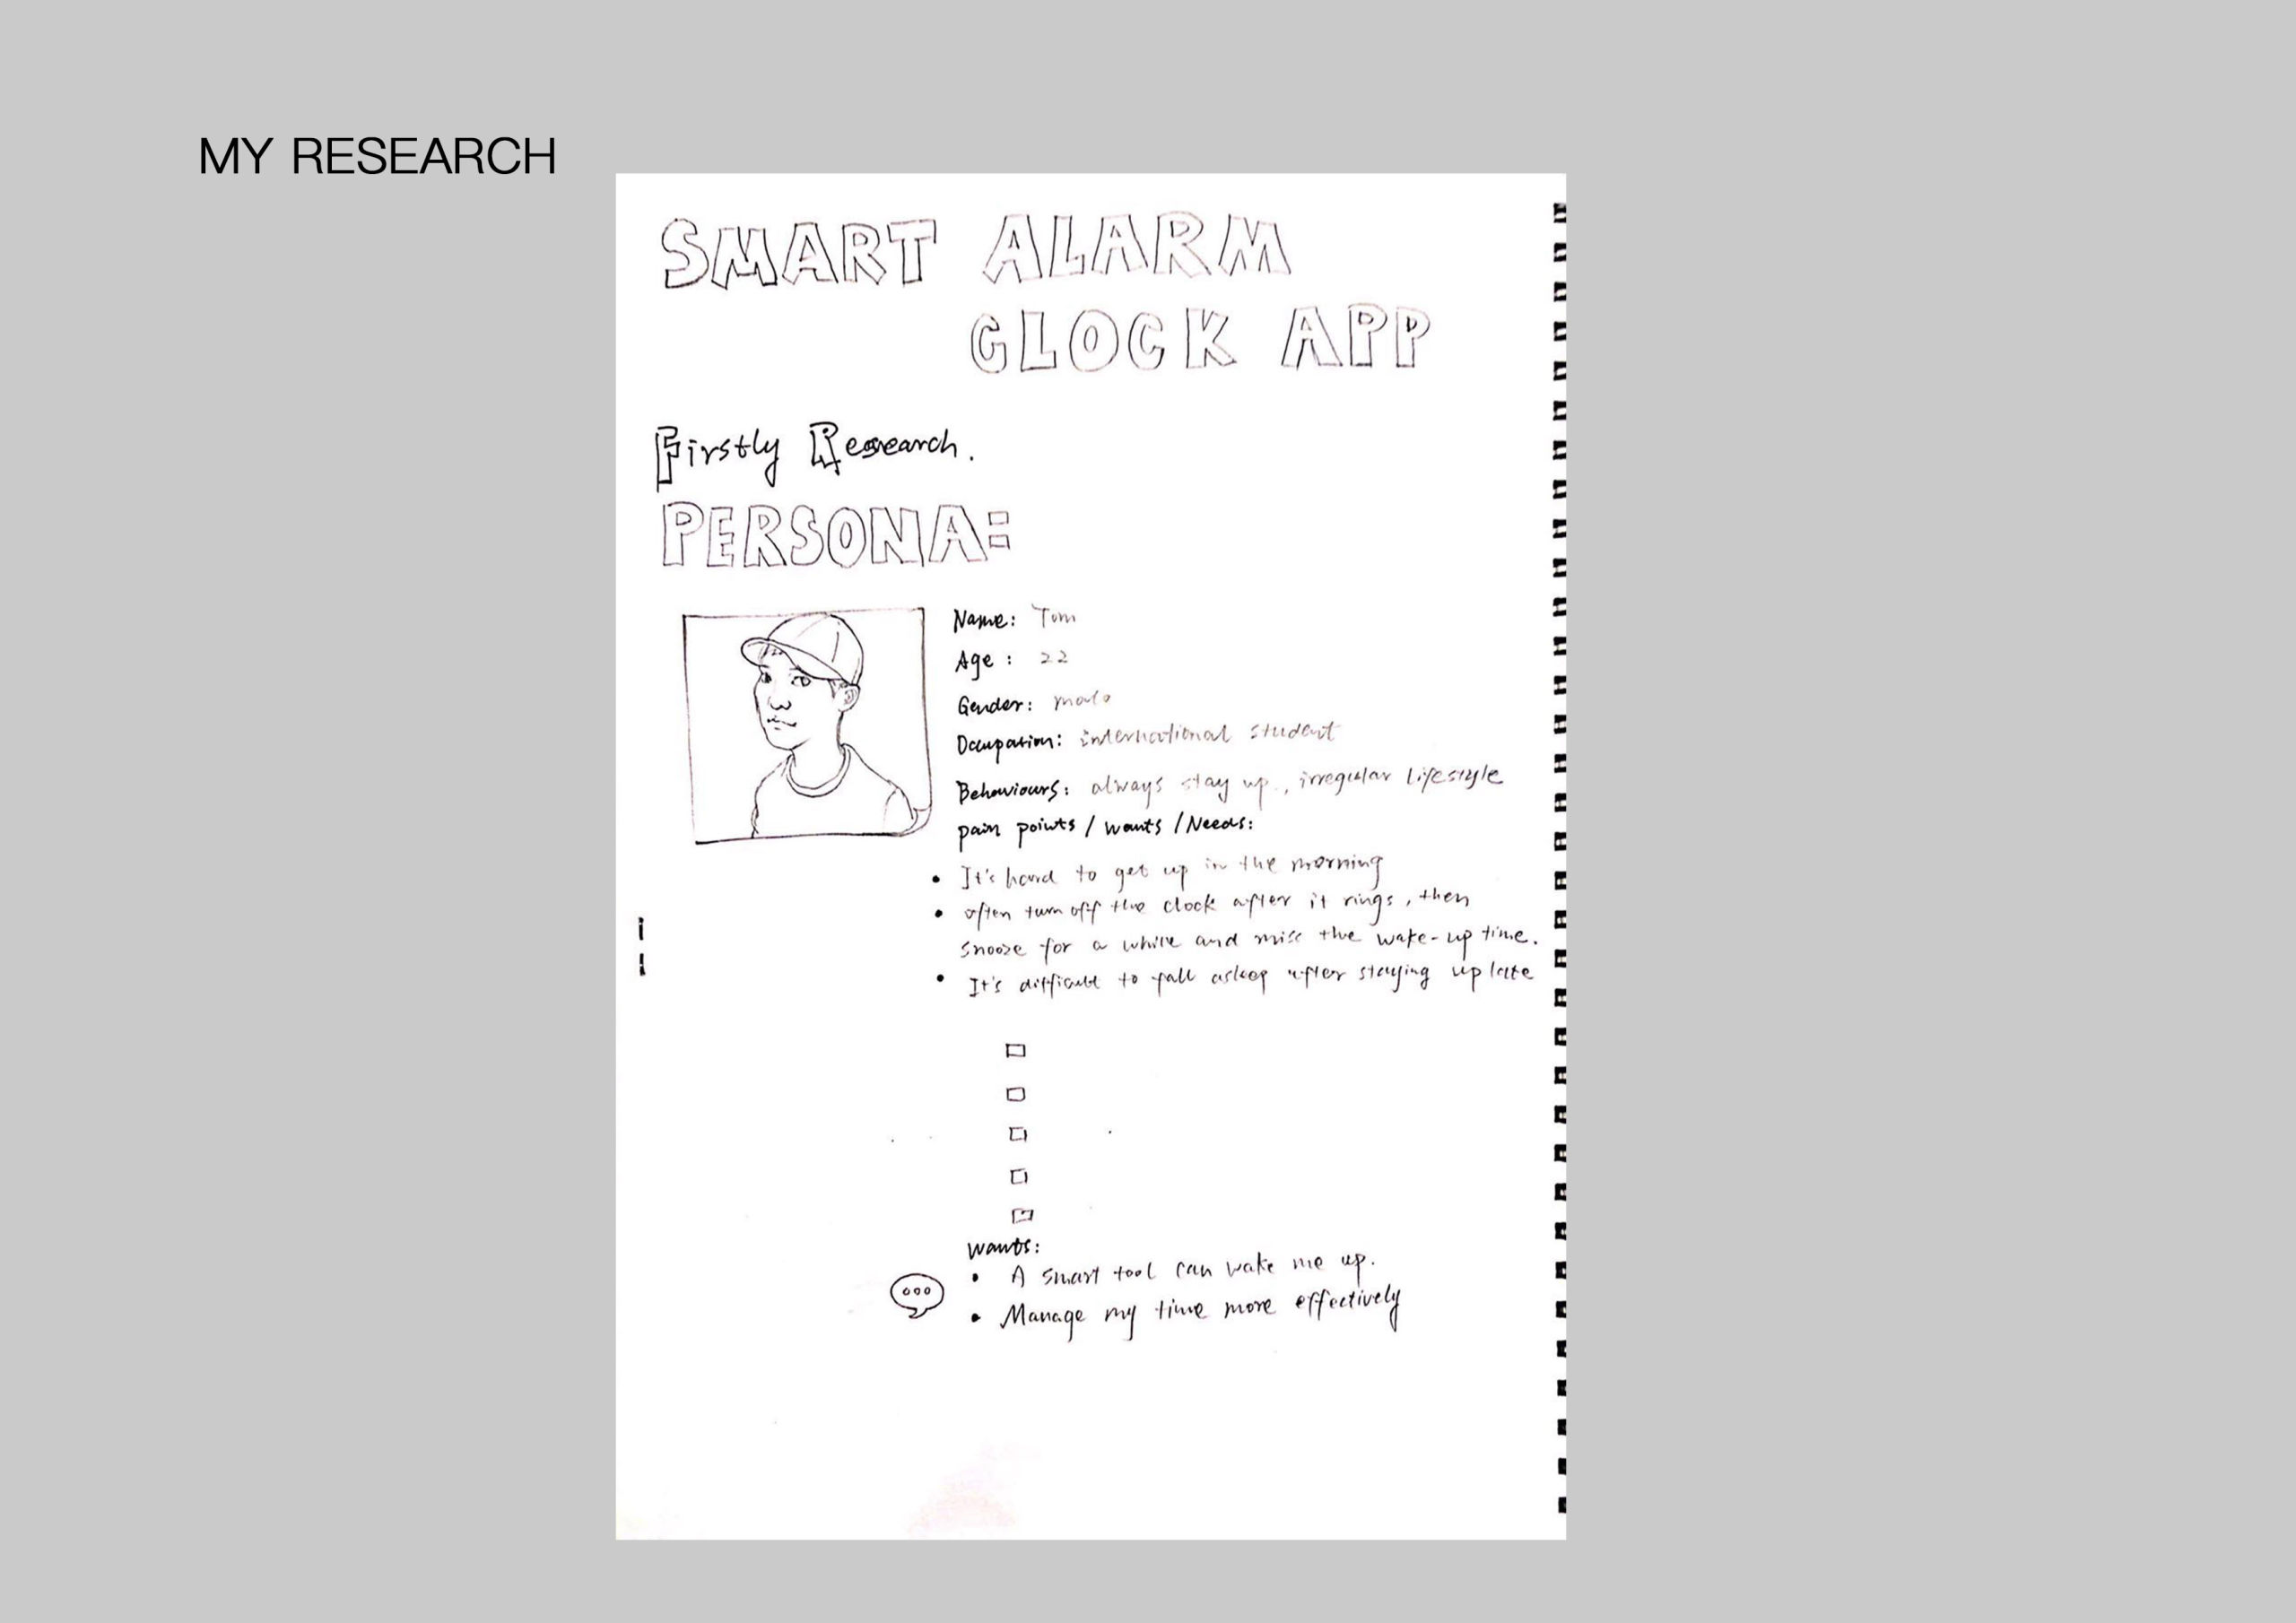 MY RESEARCH
SMART ALARM
CLOCK APP
Firstly Research.
PERSONA:
Name: Tom
Age : 22
Gender: male
Occupation: international student
Behaviours: always stay up, irregular lifestyle
pain points / wants / Needs:
• It's hard to get up in the morning
• often turn off the clock after it rings, then
snooze for a while and miss the wake-up time.
• It's difficult to fall asleep after staying up late
wants:
• A smart tool can wake me up.
• Manage my time more effectively